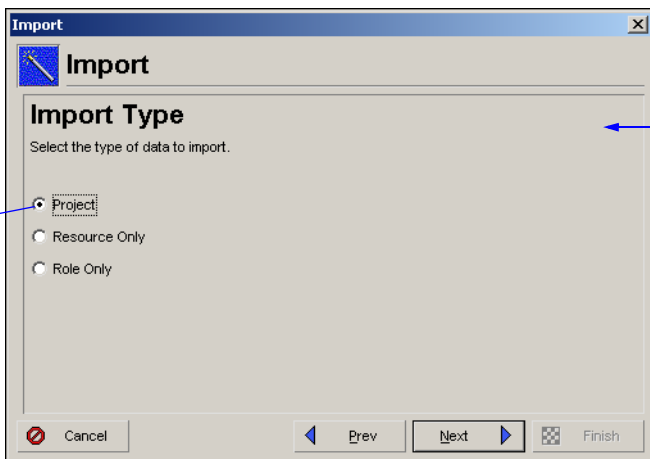 Import
Import
Import Type
Select the type of data to import.
Project
Resource Only
Role Only
Cancel
Prev
Next
Finish